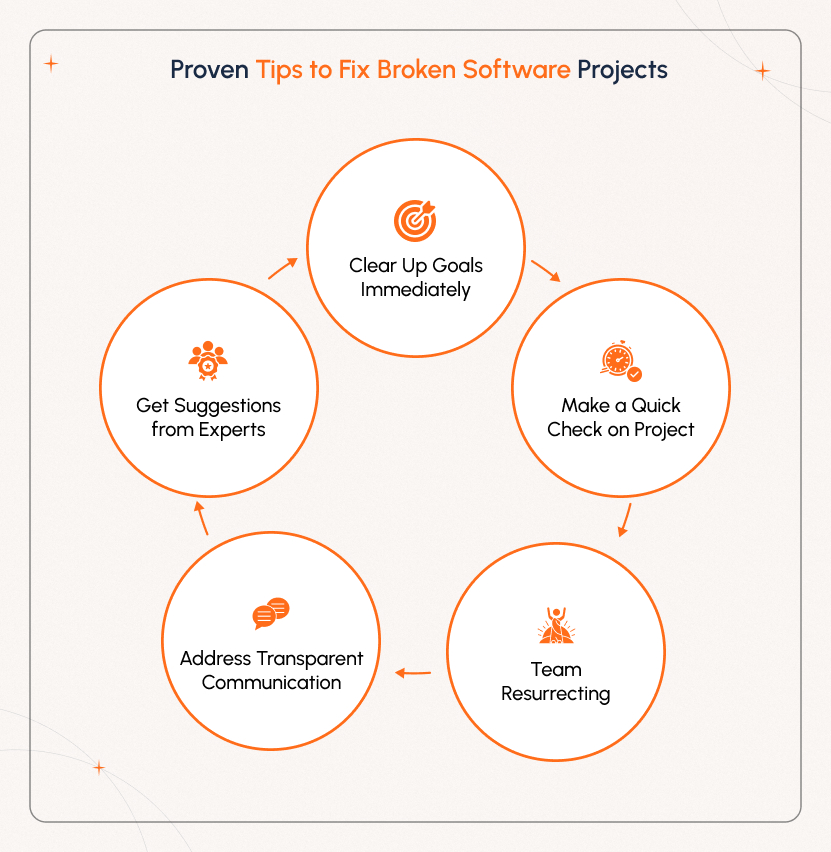 Proven Tips to Fix Broken Software Projects
Clear Up Goals
Immediately
Make a Quick
Check on Project
Team
Resurrecting
Address Transparent
Communication
Get Suggestions
from Experts